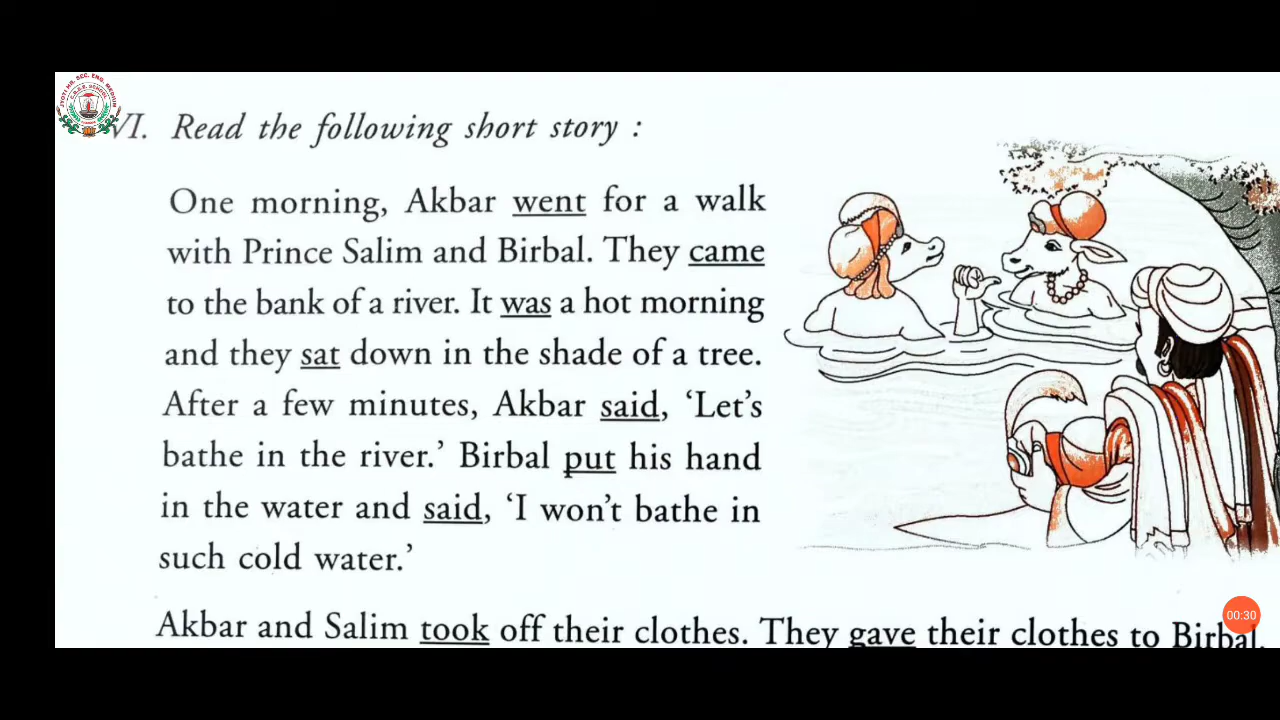 VI. Read the following short story :
One morning, Akbar went for a walk
with Prince Salim and Birbal. They came
to the bank of a river. It was a hot morning
and they sat down in the shade of a tree.
After a few minutes, Akbar said, ‘Let’s
bathe in the river.’ Birbal put his hand
in the water and said, ‘I won’t bathe in
such cold water.’
Akbar and Salim took off their clothes. They gave their clothes to Birbal.
00:30